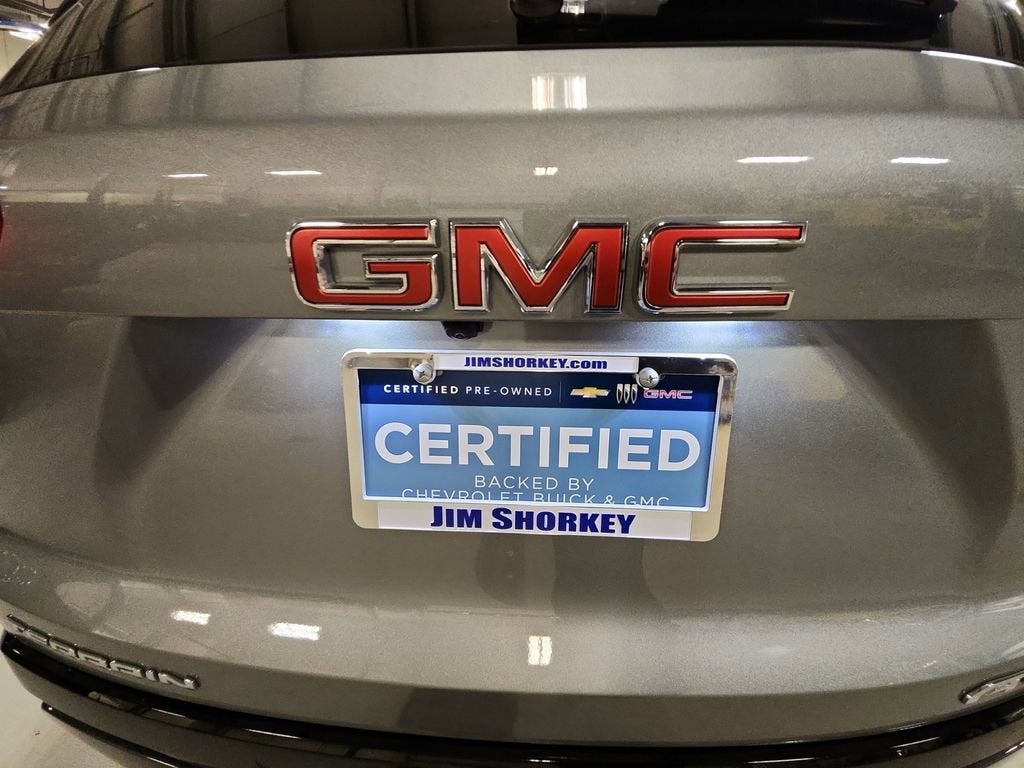 GMC
JIMSHORKEY.com
CERTIFIED PRE-OWNED
GMC
CERTIFIED
BACKED BY
CHEVROLET BUICK & GMC
JIM SHORKEY
TERRAIN